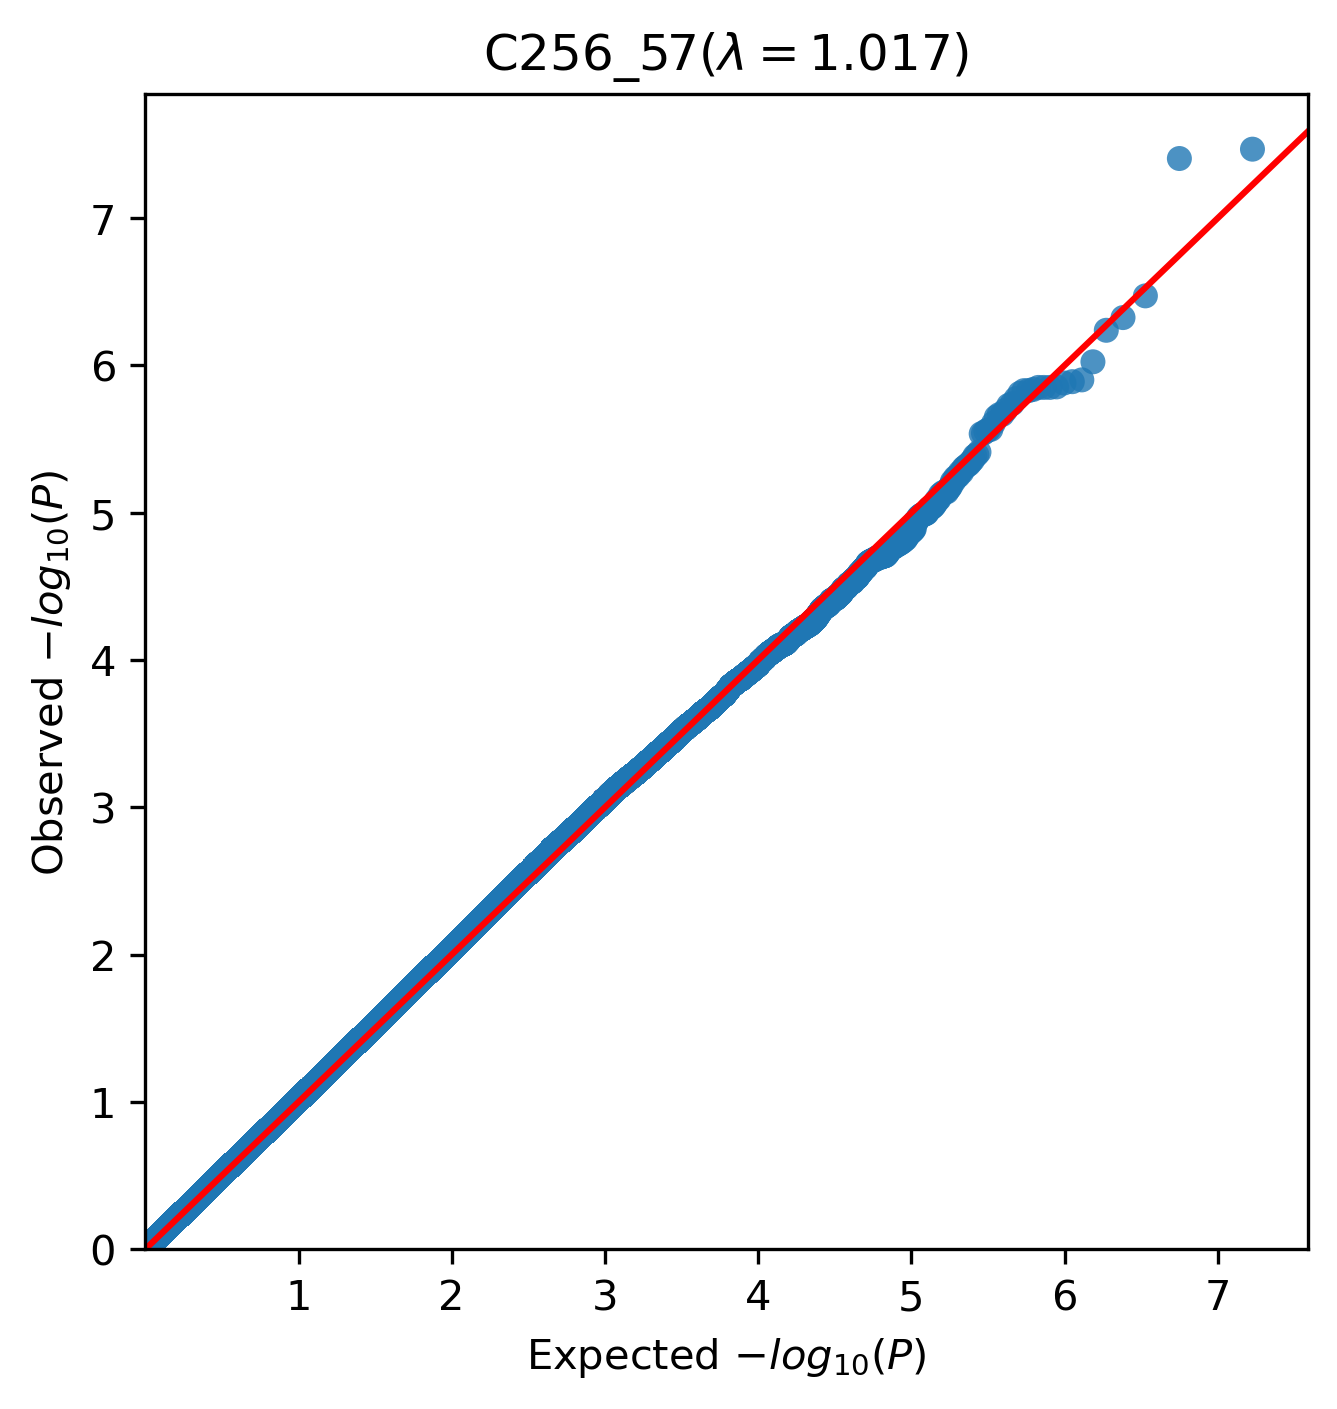 C256_57(λ = 1.017)
Observed −log₁₀(P)
7
6
5
4
3
2
1
0
1 2 3 4 5 6 7
Expected −log₁₀(P)